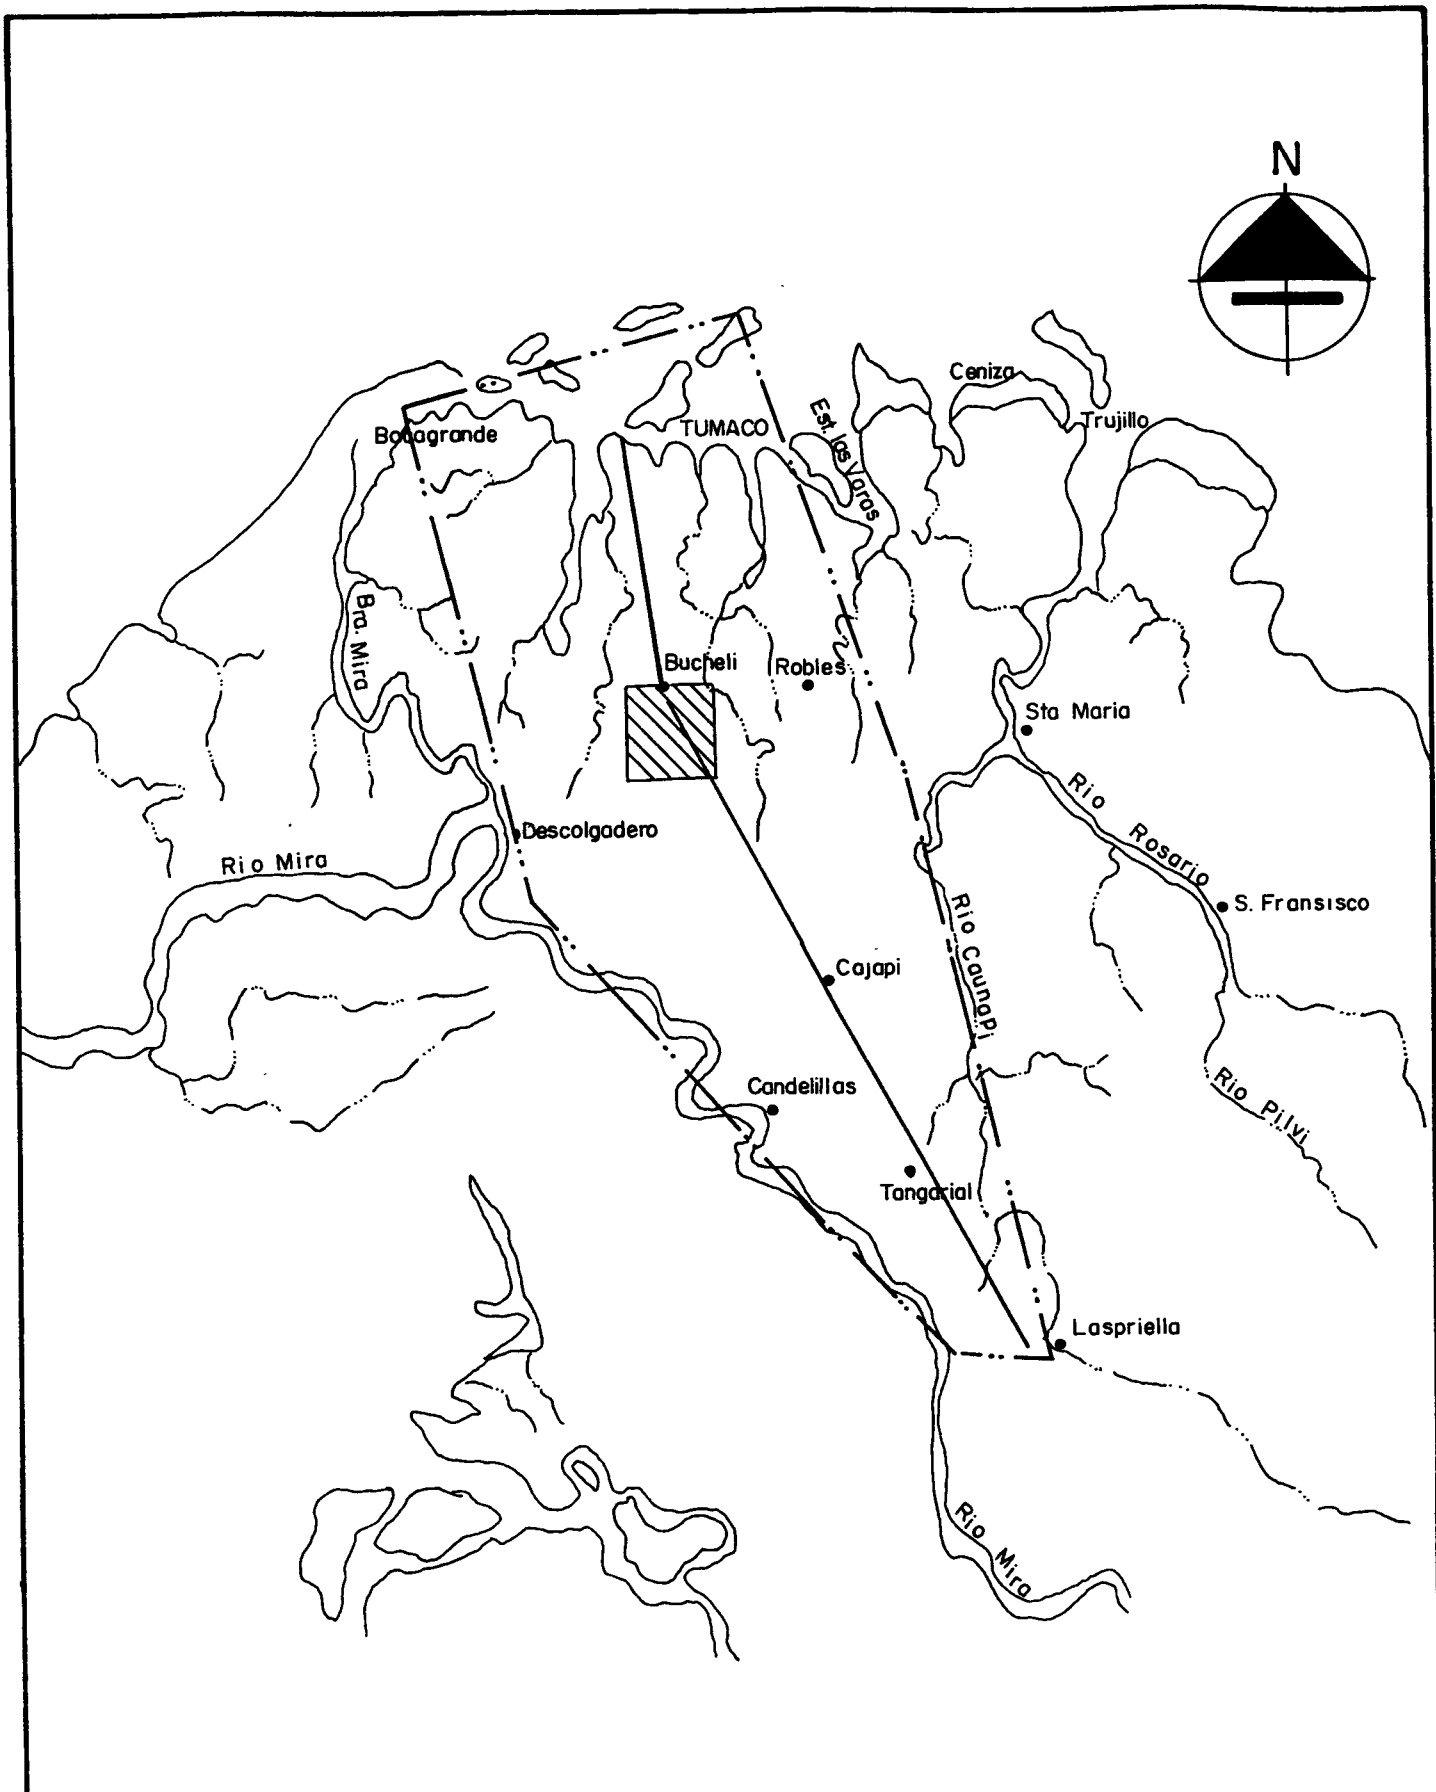 N
Ceniza
Trujillo
Bocagrande
TUMACO
Est. las Varas
Bra. Mira
Bucheli
Robles
Sta Maria
Rio Rosario
Descolgadero
Rio Mira
S. Fransisco
Rio Caunapi
Cajapi
Candelillas
Rio Pilvi
Tangarial
Laspriella
Rio Mira